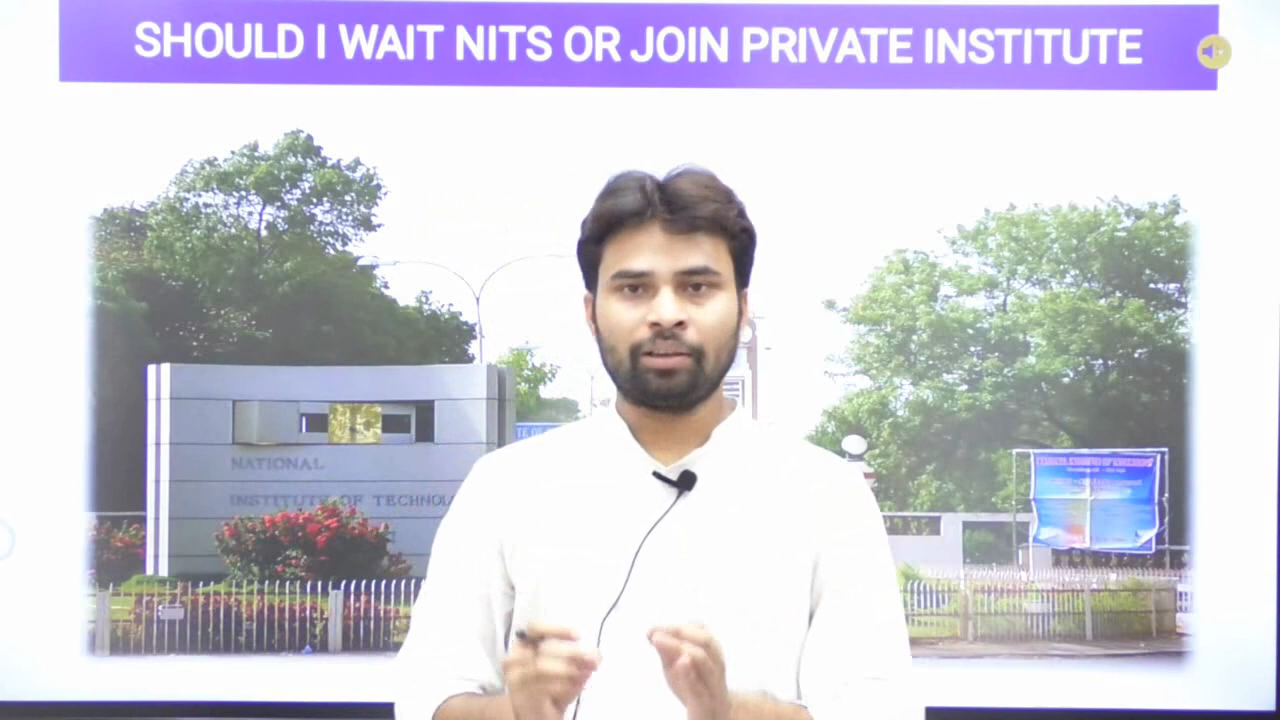 SHOULD I WAIT NITS OR JOIN PRIVATE INSTITUTE
NATIONAL
INSTITUTE OF TECHNOL